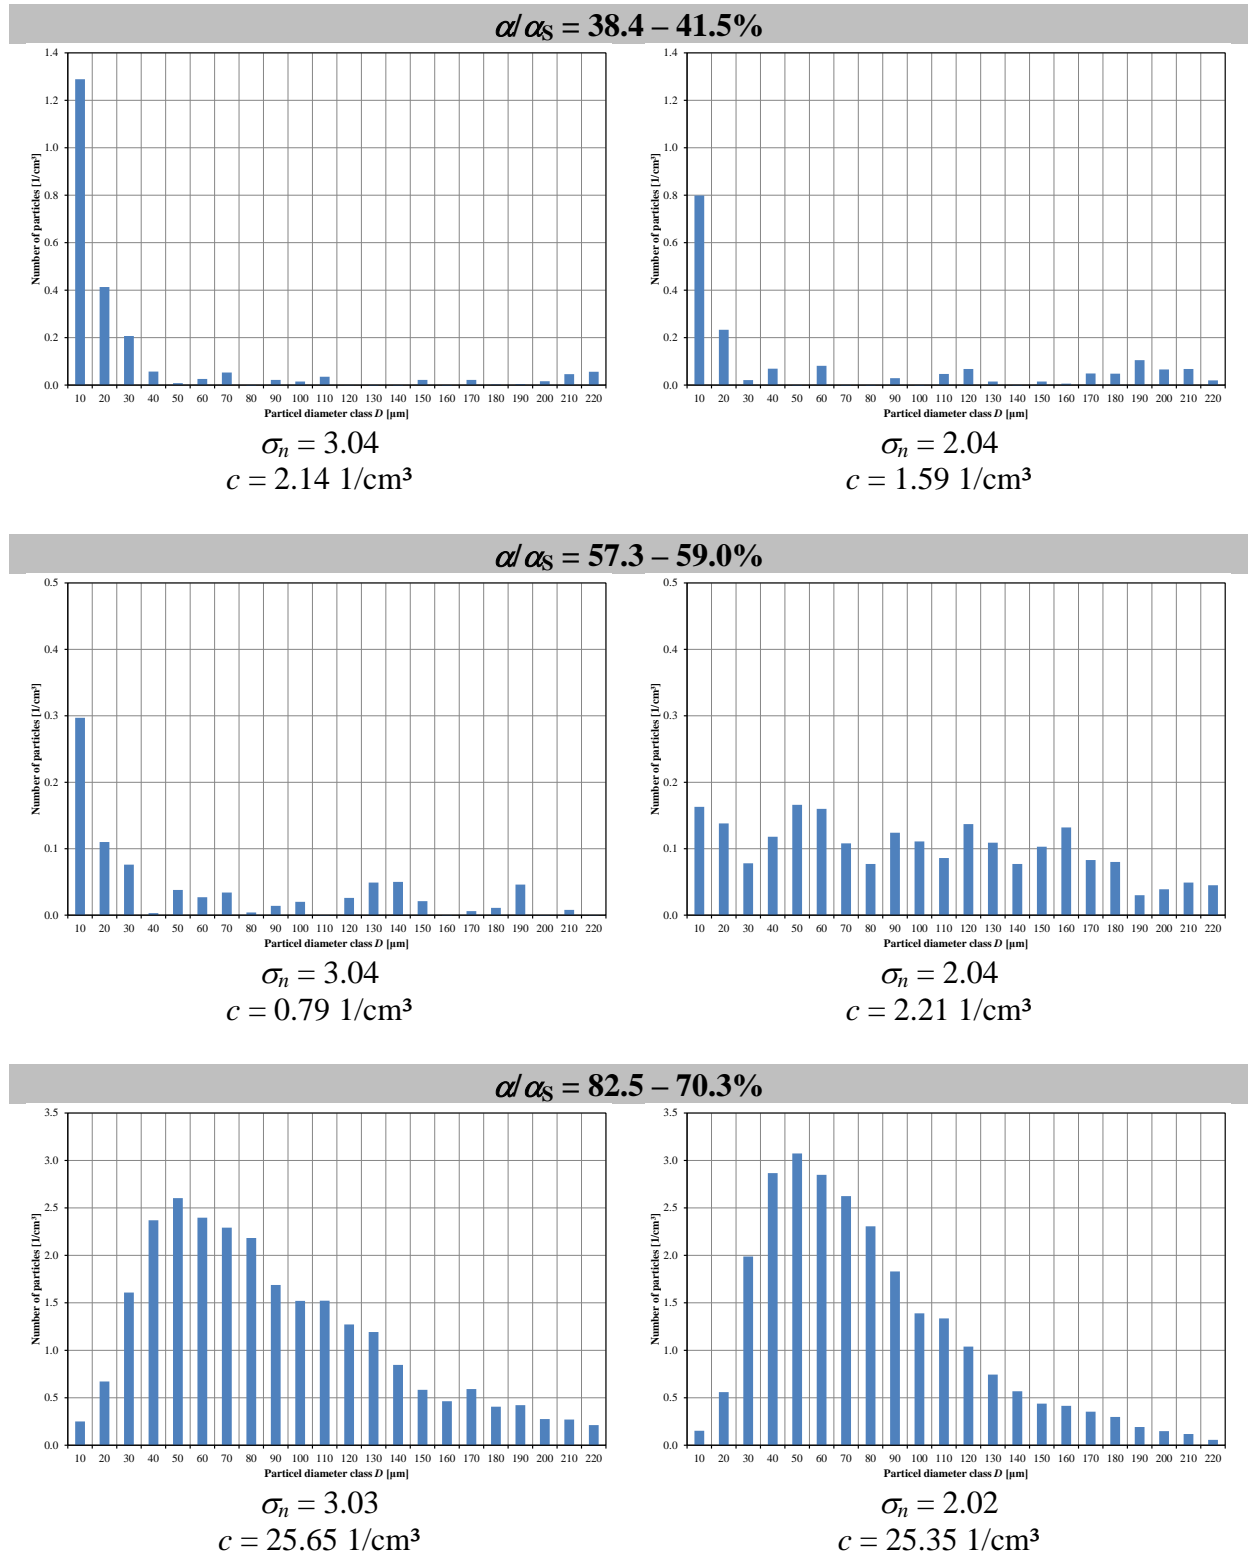 α/αS = 38.4 – 41.5%
Number of particles [1/cm³]
1.4
1.2
1.0
0.8
0.6
0.4
0.2
0.0
10 20 30 40 50 60 70 80 90 100 110 120 130 140 150 160 170 180 190 200 210 220
Particel diameter class D [µm]
σn = 3.04
c = 2.14 1/cm³
Number of particles [1/cm³]
1.4
1.2
1.0
0.8
0.6
0.4
0.2
0.0
10 20 30 40 50 60 70 80 90 100 110 120 130 140 150 160 170 180 190 200 210 220
Particel diameter class D [µm]
σn = 2.04
c = 1.59 1/cm³
α/αS = 57.3 – 59.0%
Number of particles [1/cm³]
0.5
0.4
0.3
0.2
0.1
0.0
10 20 30 40 50 60 70 80 90 100 110 120 130 140 150 160 170 180 190 200 210 220
Particel diameter class D [µm]
σn = 3.04
c = 0.79 1/cm³
Number of particles [1/cm³]
0.5
0.4
0.3
0.2
0.1
0.0
10 20 30 40 50 60 70 80 90 100 110 120 130 140 150 160 170 180 190 200 210 220
Particel diameter class D [µm]
σn = 2.04
c = 2.21 1/cm³
α/αS = 82.5 – 70.3%
Number of particles [1/cm³]
3.5
3.0
2.5
2.0
1.5
1.0
0.5
0.0
10 20 30 40 50 60 70 80 90 100 110 120 130 140 150 160 170 180 190 200 210 220
Particel diameter class D [µm]
σn = 3.03
c = 25.65 1/cm³
Number of particles [1/cm³]
3.5
3.0
2.5
2.0
1.5
1.0
0.5
0.0
10 20 30 40 50 60 70 80 90 100 110 120 130 140 150 160 170 180 190 200 210 220
Particel diameter class D [µm]
σn = 2.02
c = 25.35 1/cm³